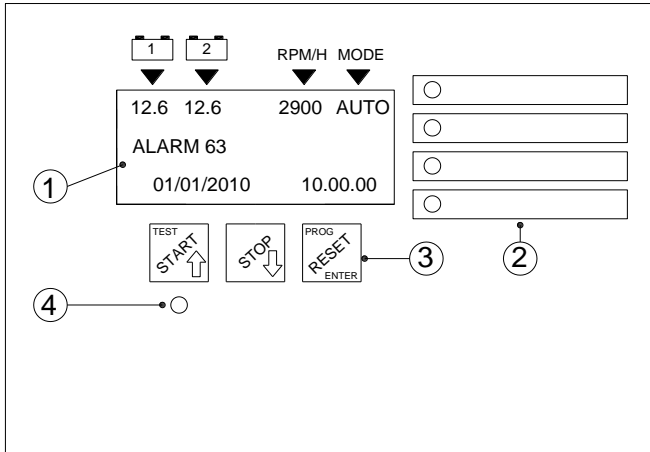 1 2
RPM/H MODE
12.6 12.6 2900 AUTO
ALARM 63
01/01/2010 10.00.00
1
2
TEST
START
STOP
PROG
RESET
ENTER
3
4